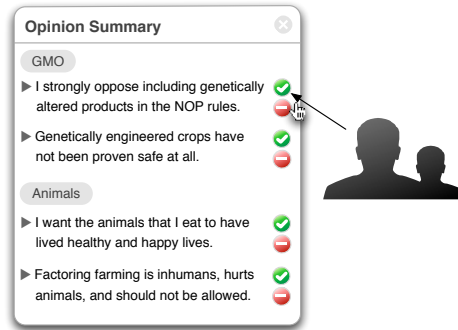 Opinion Summary
GMO
I strongly oppose including genetically
altered products in the NOP rules.
Genetically engineered crops have
not been proven safe at all.
Animals
I want the animals that I eat to have
lived healthy and happy lives.
Factoring farming is inhumans, hurts
animals, and should not be allowed.